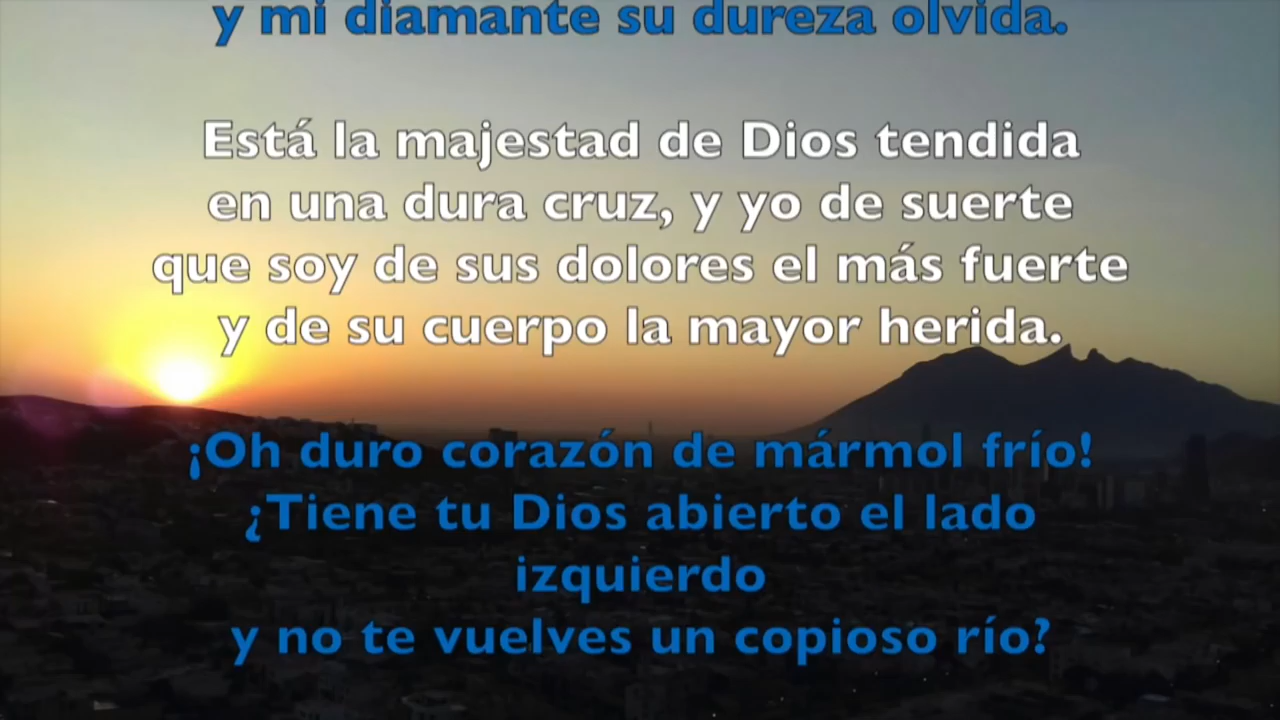 y mi diamante su dureza olvida.
Está la majestad de Dios tendida
en una dura cruz, y yo de suerte
que soy de sus dolores el más fuerte
y de su cuerpo la mayor herida.
¡Oh duro corazón de mármol frío!
¿Tiene tu Dios abierto el lado
izquierdo
y no te vuelves un copioso río?